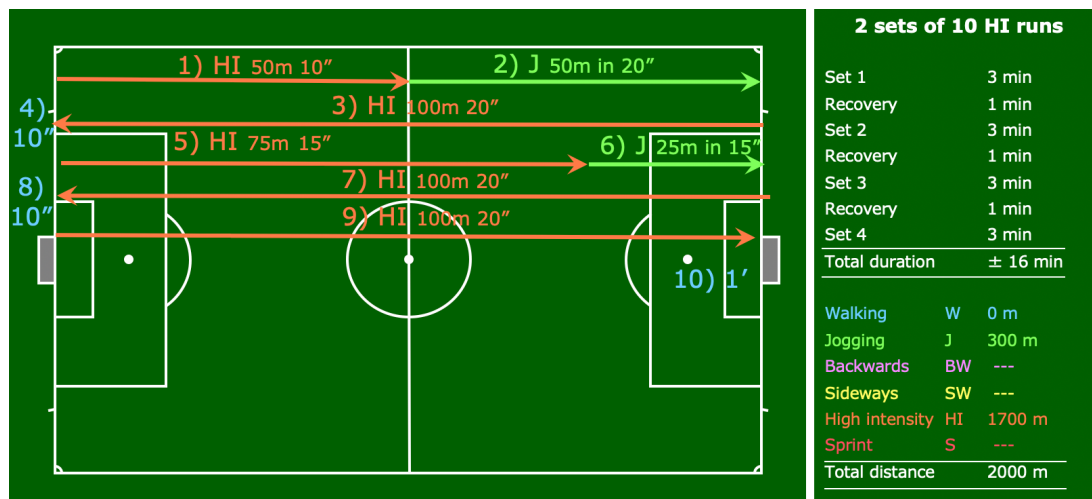 1) HI 50m 10″
2) J 50m in 20″
4)
10″
3) HI 100m 20″
5) HI 75m 15″
6) J 25m in 15″
8)
10″
7) HI 100m 20″
9) HI 100m 20″
10) 1′
2 sets of 10 HI runs
Set 1 3 min
Recovery 1 min
Set 2 3 min
Recovery 1 min
Set 3 3 min
Recovery 1 min
Set 4 3 min
Total duration ± 16 min
Walking W 0 m
Jogging J 300 m
Backwards BW ---
Sideways SW ---
High intensity HI 1700 m
Sprint S ---
Total distance 2000 m